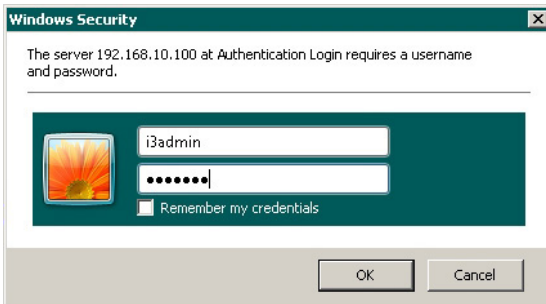 Windows Security
The server 192.168.10.100 at Authentication Login requires a username
and password.
i3admin
•••••••
Remember my credentials
OK
Cancel